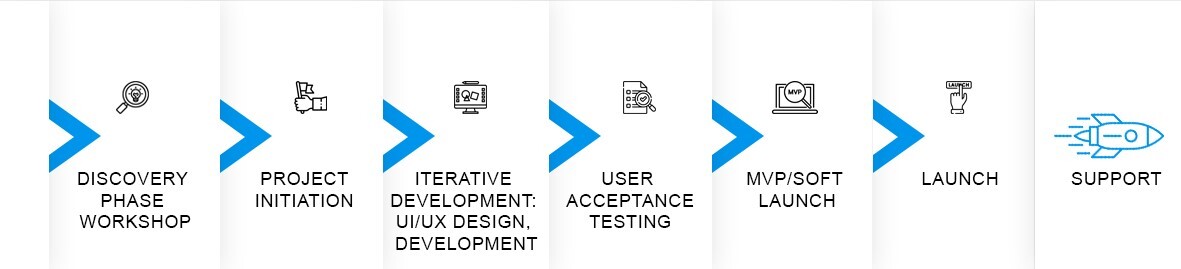 DISCOVERY
PHASE
WORKSHOP
PROJECT
INITIATION
ITERATIVE
DEVELOPMENT:
UI/UX DESIGN,
DEVELOPMENT
USER
ACCEPTANCE
TESTING
MVP
MVP/SOFT
LAUNCH
LAUNCH
LAUNCH
SUPPORT